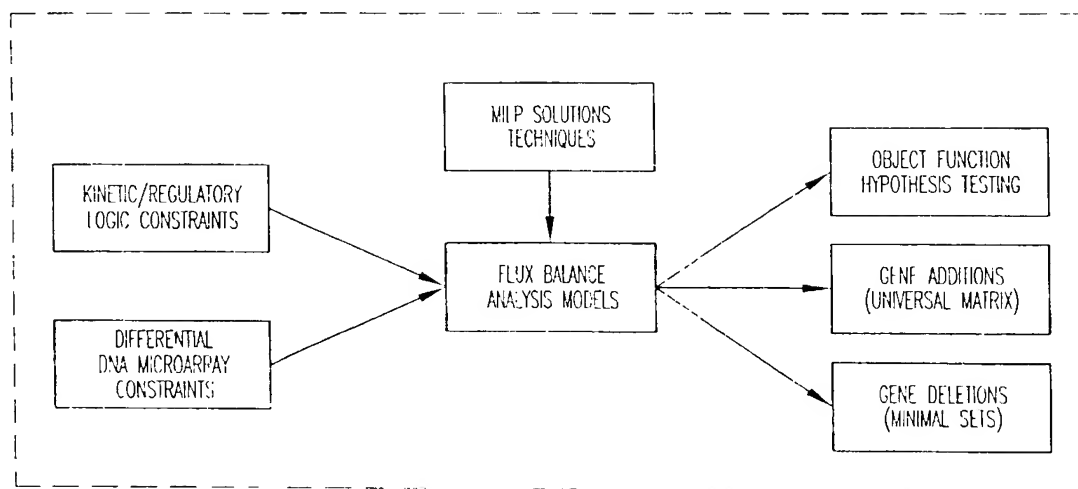 MILP SOLUTIONS
TECHNIQUES
KINETIC/REGULATORY
LOGIC CONSTRAINTS
DIFFERENTIAL
DNA MICROARRAY
CONSTRAINTS
FLUX BALANCE
ANALYSIS MODELS
OBJECT FUNCTION
HYPOTHESIS TESTING
GENE ADDITIONS
(UNIVERSAL MATRIX)
GENE DELETIONS
(MINIMAL SETS)